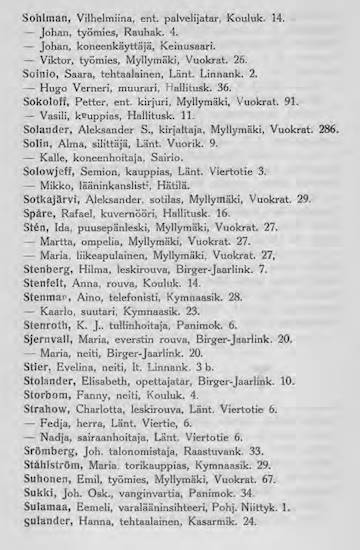 Sohlman, Vilhelmiina, ent. palvelijatar, Kouluk. 14.
— Johan, työmies, Rauhak. 4.
— Johan, koneenkäyttäjä, Keinusaari.
— Viktor, työmies, Myllymäki, Vuokrat. 26.
Soinio, Saara, tehtaalainen, Länt. Linnank. 2.
— Hugo Verneri, muurari, Hallitusk. 36.
Sokoloff, Petter, ent. kirjuri, Myllymäki, Vuokrat. 91.
— Vasili, kauppias, Hallitusk. 11.
Solander, Aleksander S., kirjaltaja, Myllymäki, Vuokrat. 286.
Solin, Alma, silittäjä, Länt. Vuorik. 9.
— Kalle, koneenhoitaja, Sairio.
Solowjeff, Semion, kauppias, Länt. Viertotie 3.
— Mikko, lääninkanslisti, Hätilä.
Sotkajärvi, Aleksander, sotilas, Myllymäki, Vuokrat. 29.
Spåre, Rafael, kuvernööri, Hallitusk. 16.
Stén, Ida, puusepänleski, Myllymäki, Vuokrat. 27.
— Martta, ompelia, Myllymäki, Vuokrat. 27.
— Maria, liikeapulainen, Myllymäki, Vuokrat. 27,
Stenberg, Hilma, leskirouva, Birger-Jaarlink. 7.
Stenfelt, Anna, rouva, Kouluk. 14.
Stenman, Aino, telefonisti, Kymnaasik. 28.
— Kaarlo, suutari, Kymnaasik. 23.
Stenroth, K. J., tullinhoitaja, Panimok. 6.
Sjernvall, Maria, everstin rouva, Birger-Jaarlink. 20.
— Maria, neiti, Birger-Jaarlink. 20.
Stier, Evelina, neiti, It. Linnank. 3 b.
Stolander, Elisabeth, opettajatar, Birger-Jaarlink. 10.
Storbom, Fanny, neiti, Kouluk. 4.
Strahow, Charlotta, leskirouva, Länt. Viertotie 6.
— Fedja, herra, Länt. Viertie, 6.
— Nadja, sairaanhoitaja, Länt. Viertotie 6.
Srömberg, Joh. talonomistaja, Raastuvank. 33.
Ståhlström, Maria, torikauppias, Kymnaasik. 29.
Suhonen, Emil, työmies, Myllymäki, Vuokrat. 67.
Sukki, Joh. Osk., vanginvartia, Panimok. 34.
Sulamaa, Eemeli, varalääninsihteeri, Pohj. Niittyk. 1.
gulander, Hanna, tehtaalainen, Kasarmik. 24.